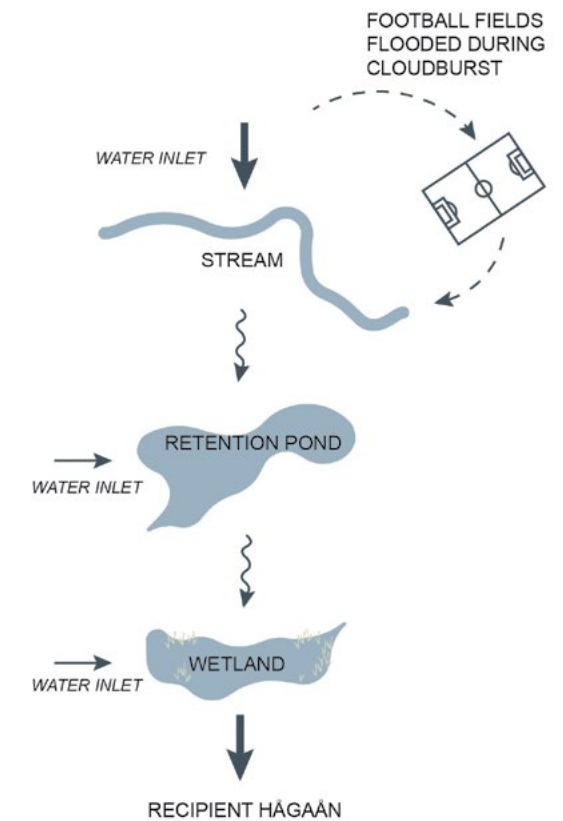 FOOTBALL FIELDS
FLOODED DURING
CLOUDBURST
WATER INLET
STREAM
RETENTION POND
WATER INLET
WETLAND
WATER INLET
RECIPIENT HÅGAÅN